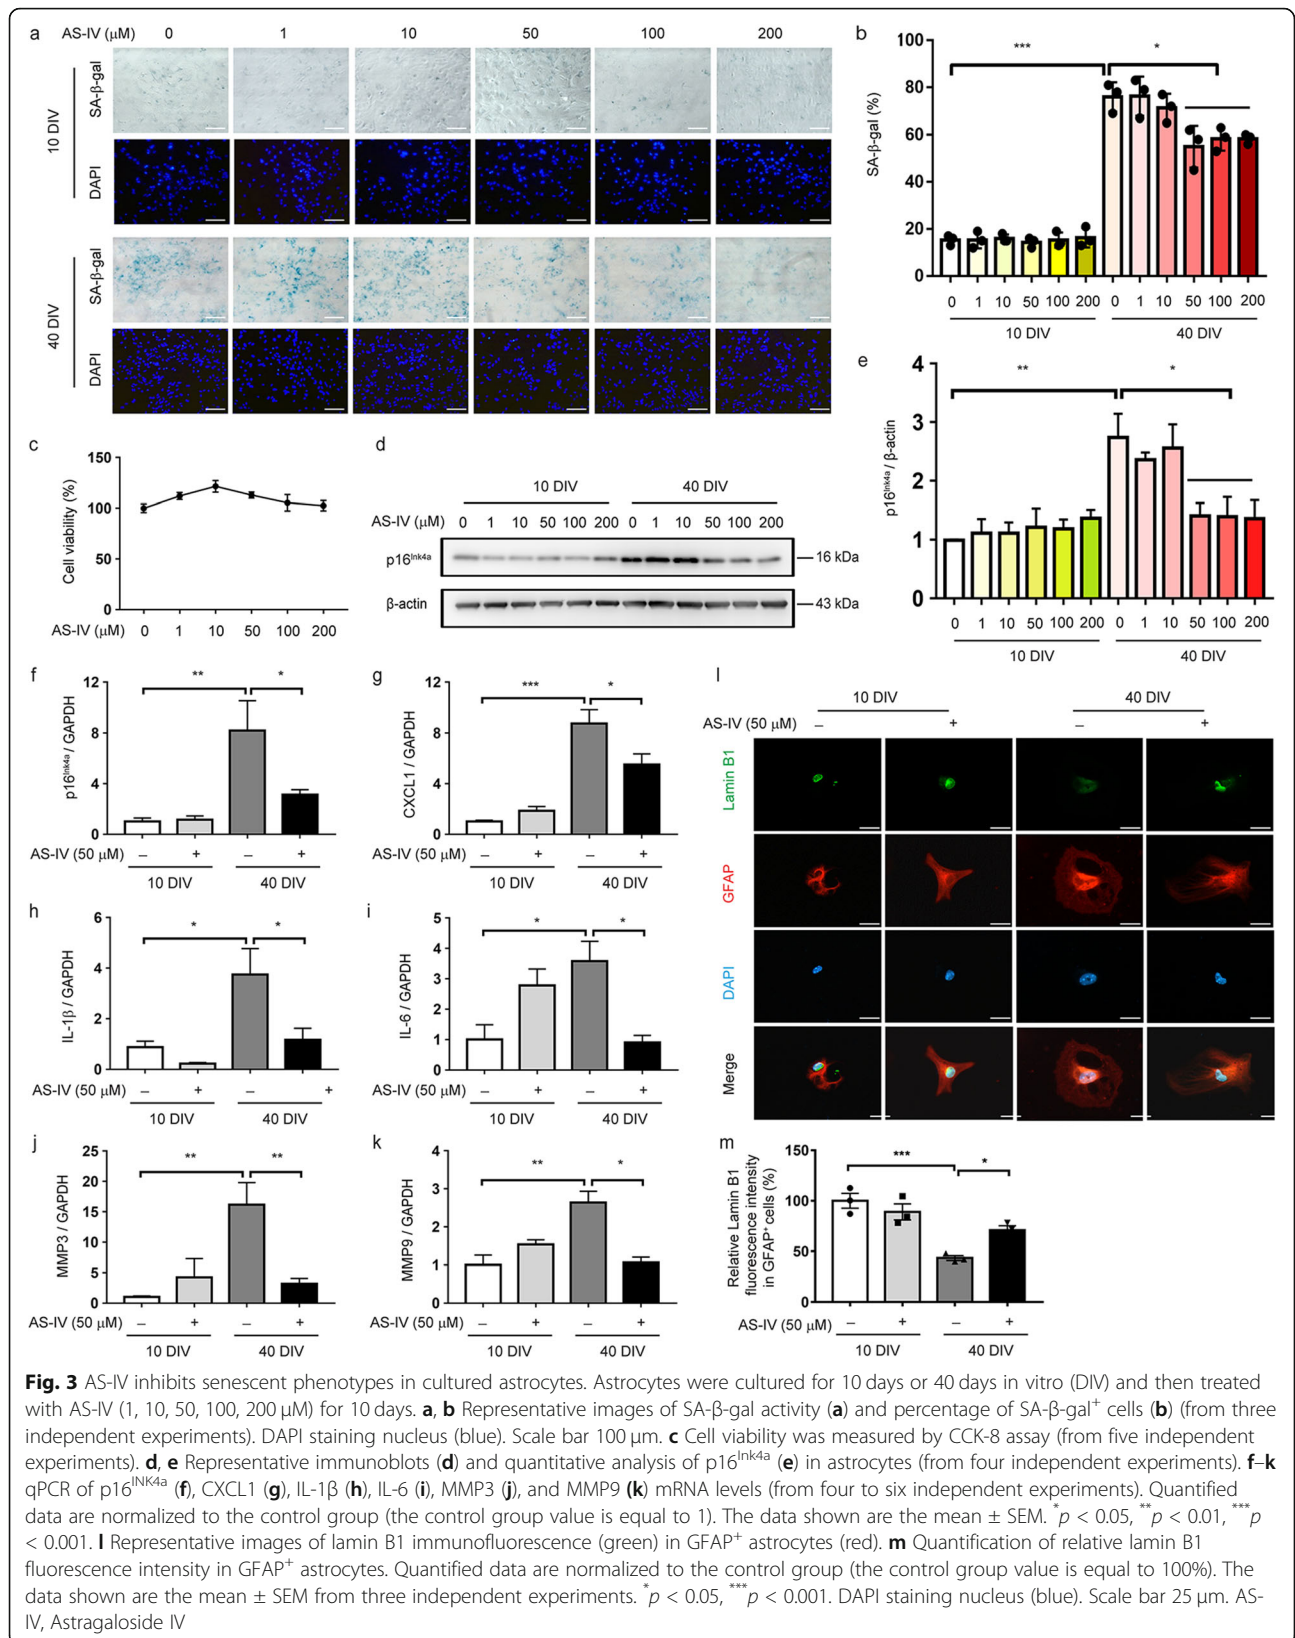 a AS-IV (μM) 0 1 10 50 100 200
10 DIV
SA-β-gal
DAPI
40 DIV
SA-β-gal
DAPI
b
SA-β-gal (%)
100
80
60
40
20
0
*** *
0 1 10 50 100 200 0 1 10 50 100 200
10 DIV 40 DIV
c
Cell viability (%)
150
100
50
0
AS-IV (μM) 0 1 10 50 100 200
d
10 DIV 40 DIV
AS-IV (μM) 0 1 10 50 100 200 0 1 10 50 100 200
p16Ink4a 16 kDa
β-actin 43 kDa
e
p16Ink4a / β-actin
4
3
2
1
0
** *
0 1 10 50 100 200 0 1 10 50 100 200
10 DIV 40 DIV
f
p16Ink4a / GAPDH
12
8
4
0
** *
AS-IV (50 μM) – + – +
10 DIV 40 DIV
g
CXCL1 / GAPDH
12
8
4
0
*** *
AS-IV (50 μM) – + – +
10 DIV 40 DIV
h
IL-1β / GAPDH
6
4
2
0
* *
AS-IV (50 μM) – + – +
10 DIV 40 DIV
i
IL-6 / GAPDH
5
4
3
2
1
0
* *
AS-IV (50 μM) – + – +
10 DIV 40 DIV
j
MMP3 / GAPDH
25
20
15
10
5
0
** **
AS-IV (50 μM) – + – +
10 DIV 40 DIV
k
MMP9 / GAPDH
4
3
2
1
0
** *
AS-IV (50 μM) – + – +
10 DIV 40 DIV
l
10 DIV 40 DIV
AS-IV (50 μM) – + – +
Lamin B1
GFAP
DAPI
Merge
m
Relative Lamin B1
fluorescence intensity
in GFAP+ cells (%)
150
100
50
0
*** *
AS-IV (50 μM) – + – +
10 DIV 40 DIV
Fig. 3 AS-IV inhibits senescent phenotypes in cultured astrocytes. Astrocytes were cultured for 10 days or 40 days in vitro (DIV) and then treated
with AS-IV (1, 10, 50, 100, 200 μM) for 10 days. a, b Representative images of SA-β-gal activity (a) and percentage of SA-β-gal+ cells (b) (from three
independent experiments). DAPI staining nucleus (blue). Scale bar 100 μm. c Cell viability was measured by CCK-8 assay (from five independent
experiments). d, e Representative immunoblots (d) and quantitative analysis of p16Ink4a (e) in astrocytes (from four independent experiments). f–k
qPCR of p16INK4a (f), CXCL1 (g), IL-1β (h), IL-6 (i), MMP3 (j), and MMP9 (k) mRNA levels (from four to six independent experiments). Quantified
data are normalized to the control group (the control group value is equal to 1). The data shown are the mean ± SEM. *p < 0.05, **p < 0.01, ***p
< 0.001. l Representative images of lamin B1 immunofluorescence (green) in GFAP+ astrocytes (red). m Quantification of relative lamin B1
fluorescence intensity in GFAP+ astrocytes. Quantified data are normalized to the control group (the control group value is equal to 100%). The
data shown are the mean ± SEM from three independent experiments. *p < 0.05, ***p < 0.001. DAPI staining nucleus (blue). Scale bar 25 μm. AS-
IV, Astragaloside IV